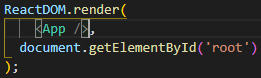 ReactDOM.render(
  <App />,
  document.getElementById('root')
);